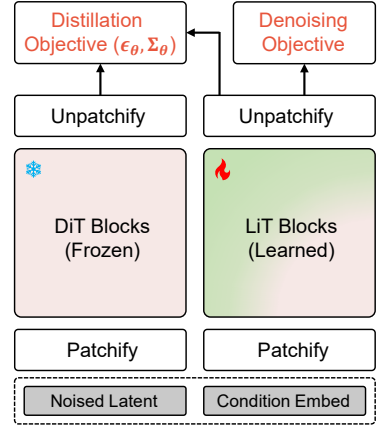 Distillation
Objective (ϵθ, Σθ)
Denoising
Objective
Unpatchify
Unpatchify
DiT Blocks
(Frozen)
LiT Blocks
(Learned)
Patchify
Patchify
Noised Latent
Condition Embed